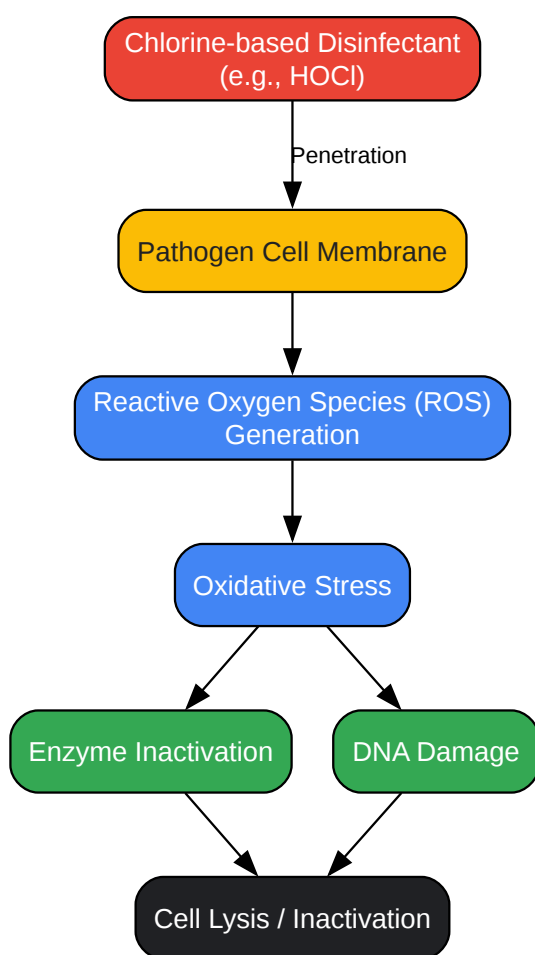 Chlorine-based Disinfectant
(e.g., HOCl)
Penetration
Pathogen Cell Membrane
Reactive Oxygen Species (ROS)
Generation
Oxidative Stress
Enzyme Inactivation
DNA Damage
Cell Lysis / Inactivation